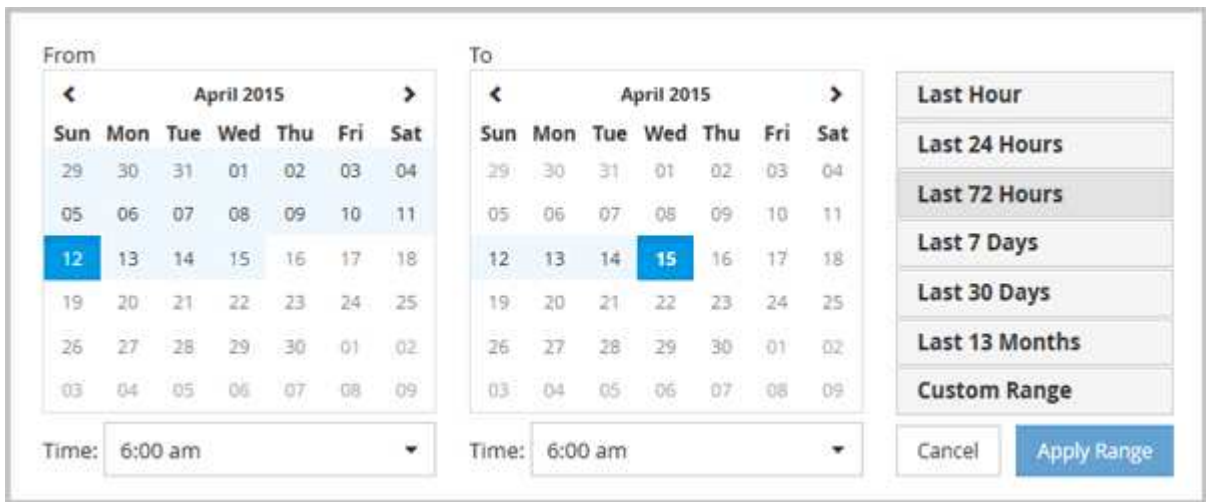 From
April 2015
Sun Mon Tue Wed Thu Fri Sat
29 30 31 01 02 03 04
05 06 07 08 09 10 11
12 13 14 15 16 17 18
19 20 21 22 23 24 25
26 27 28 29 30 01 02
03 04 05 06 07 08 09
Time: 6:00 am
To
April 2015
Sun Mon Tue Wed Thu Fri Sat
29 30 31 01 02 03 04
05 06 07 08 09 10 11
12 13 14 15 16 17 18
19 20 21 22 23 24 25
26 27 28 29 30 01 02
03 04 05 06 07 08 09
Time: 6:00 am
Last Hour
Last 24 Hours
Last 72 Hours
Last 7 Days
Last 30 Days
Last 13 Months
Custom Range
Cancel Apply Range